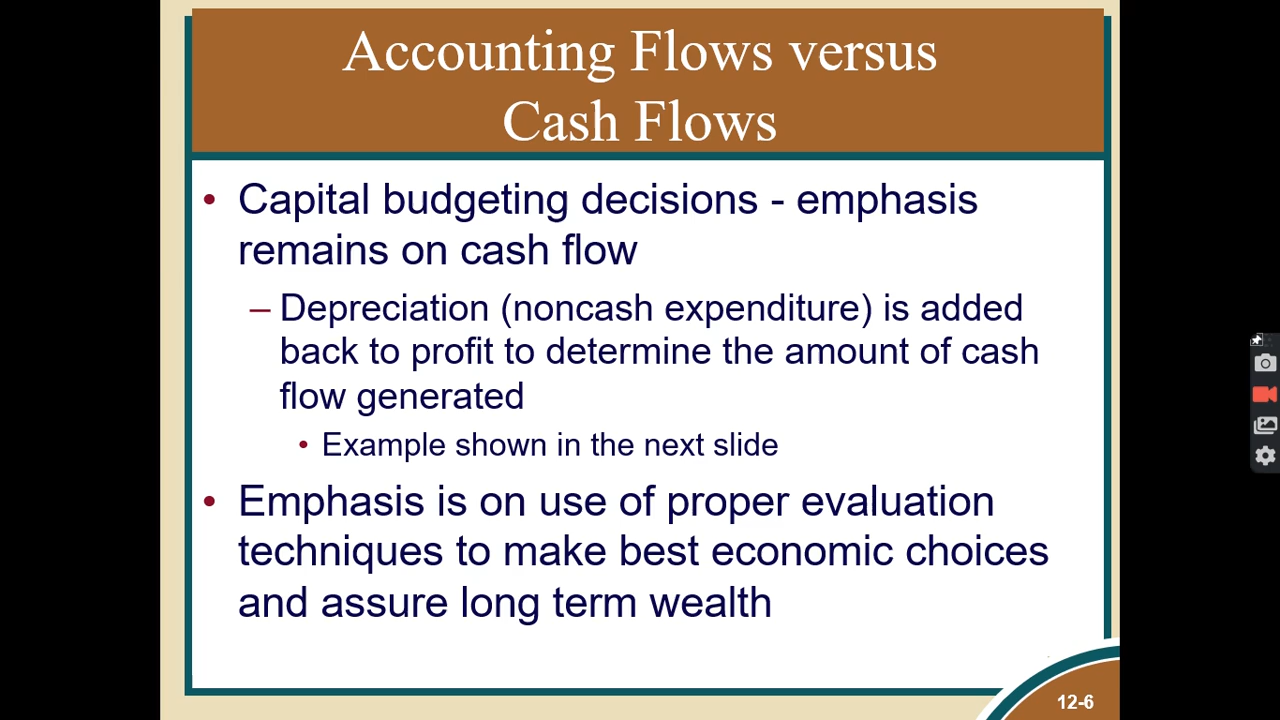 Accounting Flows versus
Cash Flows
• Capital budgeting decisions - emphasis
remains on cash flow
– Depreciation (noncash expenditure) is added
back to profit to determine the amount of cash
flow generated
• Example shown in the next slide
• Emphasis is on use of proper evaluation
techniques to make best economic choices
and assure long term wealth
12-6